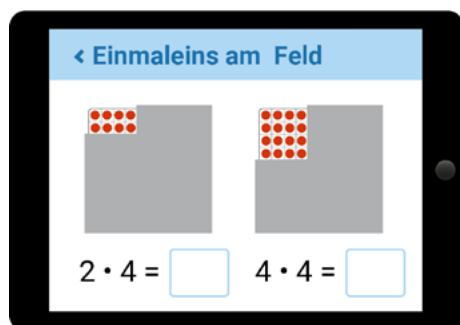 ‹ Einmaleins am Feld
2 · 4 =
4 · 4 =